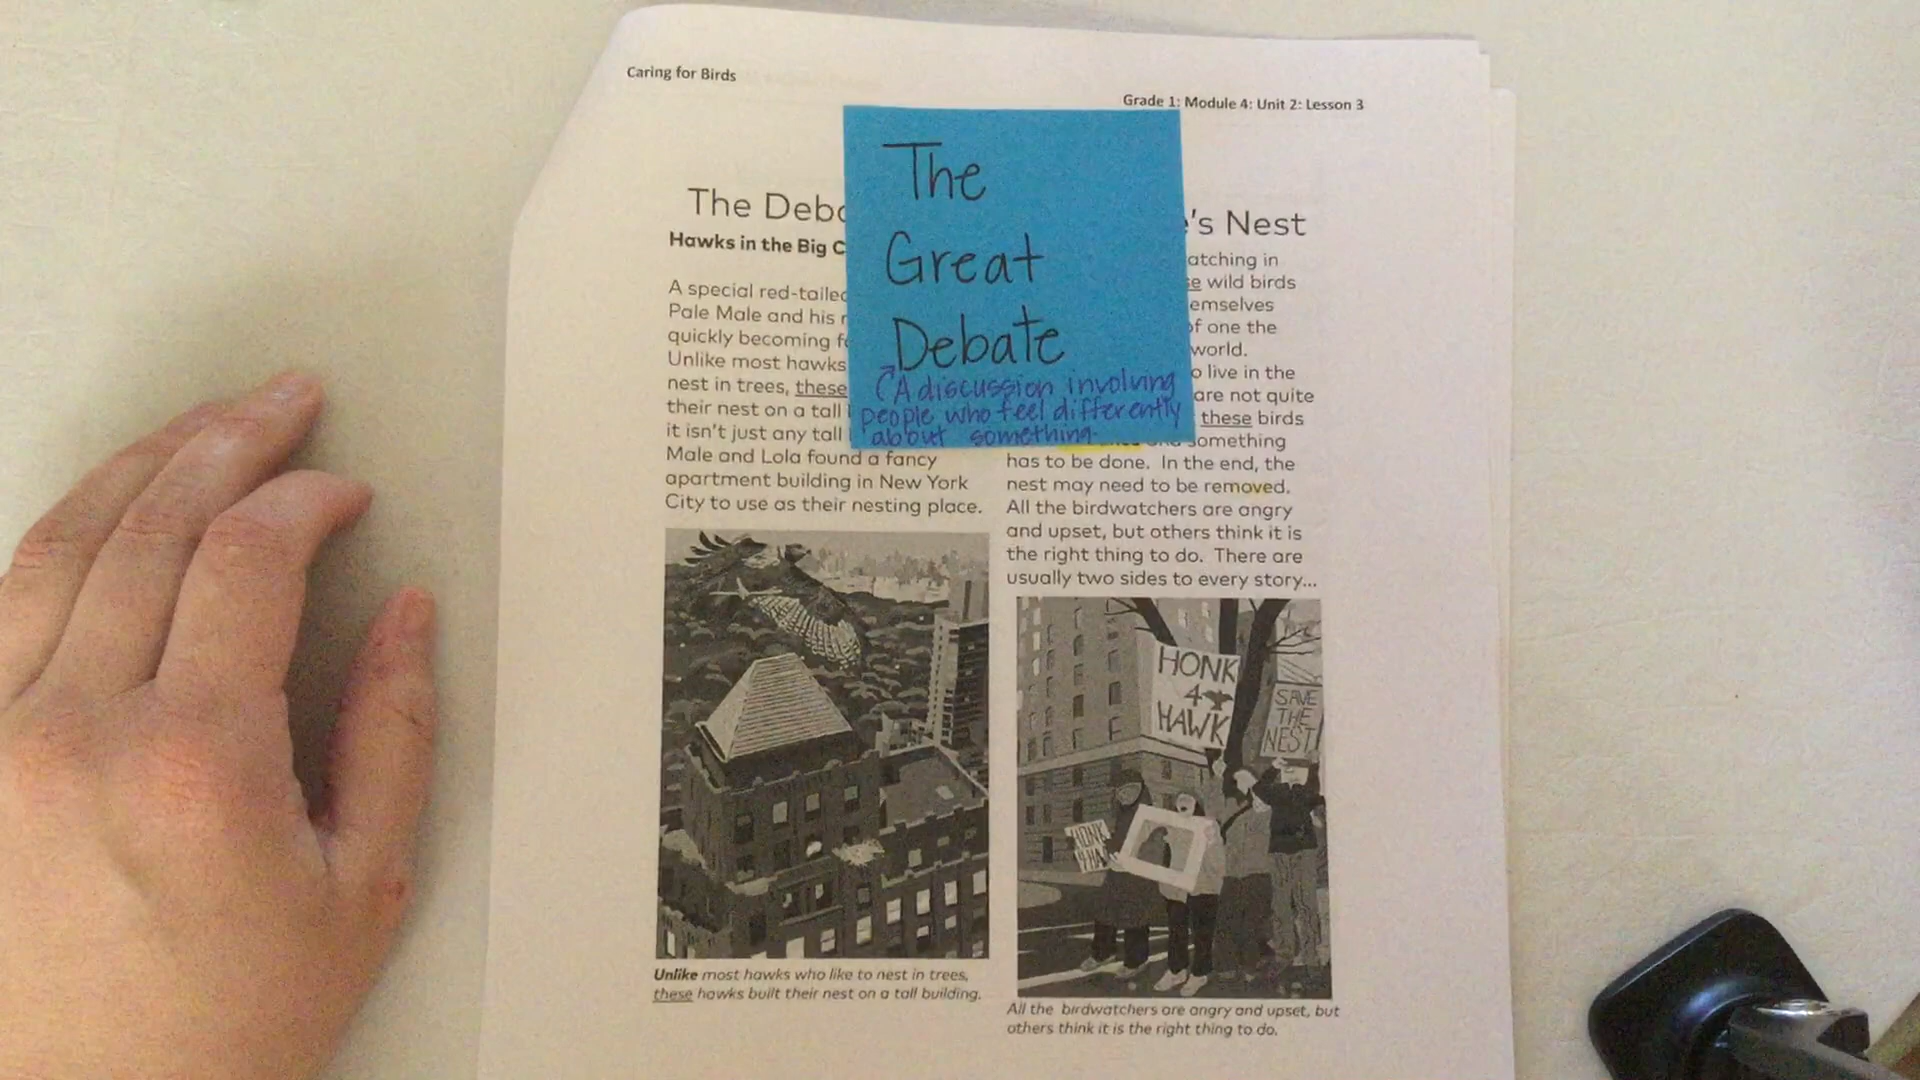 Caring for Birds
Grade 1: Module 4: Unit 2: Lesson 3
The
Great
Debate
(A discussion involving
people who feel differently
about something.
The Deb
Hawks in the Big C
A special red-tailed
Pale Male and his
quickly becoming
Unlike most hawks
nest in trees, these
their nest on a tall
it isn't just any tall
Male and Lola found a fancy
apartment building in New York
City to use as their nesting place.
Unlike most hawks who like to nest in trees,
these hawks built their nest on a tall building.
's Nest
atching in
se wild birds
emselves
of one the
world.
o live in the
are not quite
these birds
something
has to be done. In the end, the
nest may need to be removed.
All the birdwatchers are angry
and upset, but others think it is
the right thing to do. There are
usually two sides to every story...
HONK
4
HAWK
SAVE
THE
NEST!
HONK
4 HA
All the birdwatchers are angry and upset, but
others think it is the right thing to do.